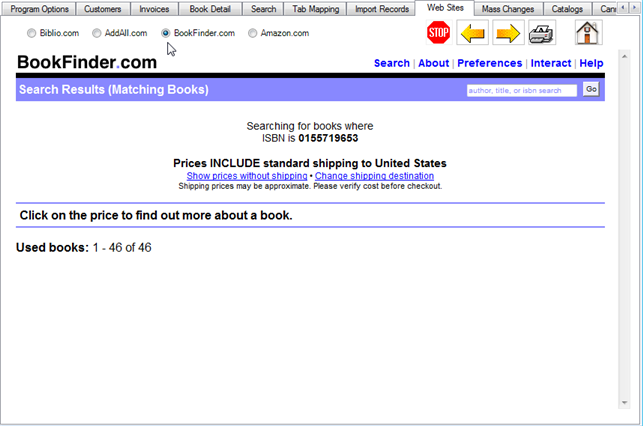 Program Options Customers Invoices Book Detail Search Tab Mapping Import Records Web Sites Mass Changes Catalogs
Biblio.com AddAll.com BookFinder.com Amazon.com
STOP
BookFinder.com
Search | About | Preferences | Interact | Help
Search Results (Matching Books)
author, title, or isbn search Go
Searching for books where
ISBN is 0155719653
Prices INCLUDE standard shipping to United States
Show prices without shipping • Change shipping destination
Shipping prices may be approximate. Please verify cost before checkout.
Click on the price to find out more about a book.
Used books: 1 - 46 of 46